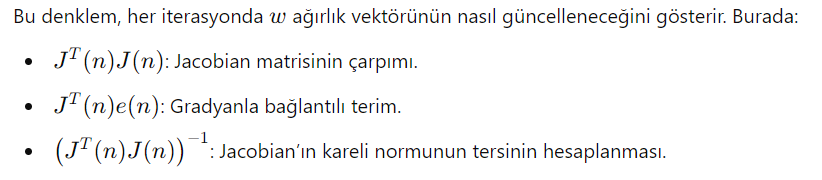 Bu denklem, her iterasyonda w ağırlık vektörünün nasıl güncelleneceğini gösterir. Burada:
• J^T(n)J(n): Jacobian matrisinin çarpımı.
• J^T(n)e(n): Gradyanla bağlantılı terim.
• (J^T(n)J(n))^{-1}: Jacobian’ın kareli normunun tersinin hesaplanması.